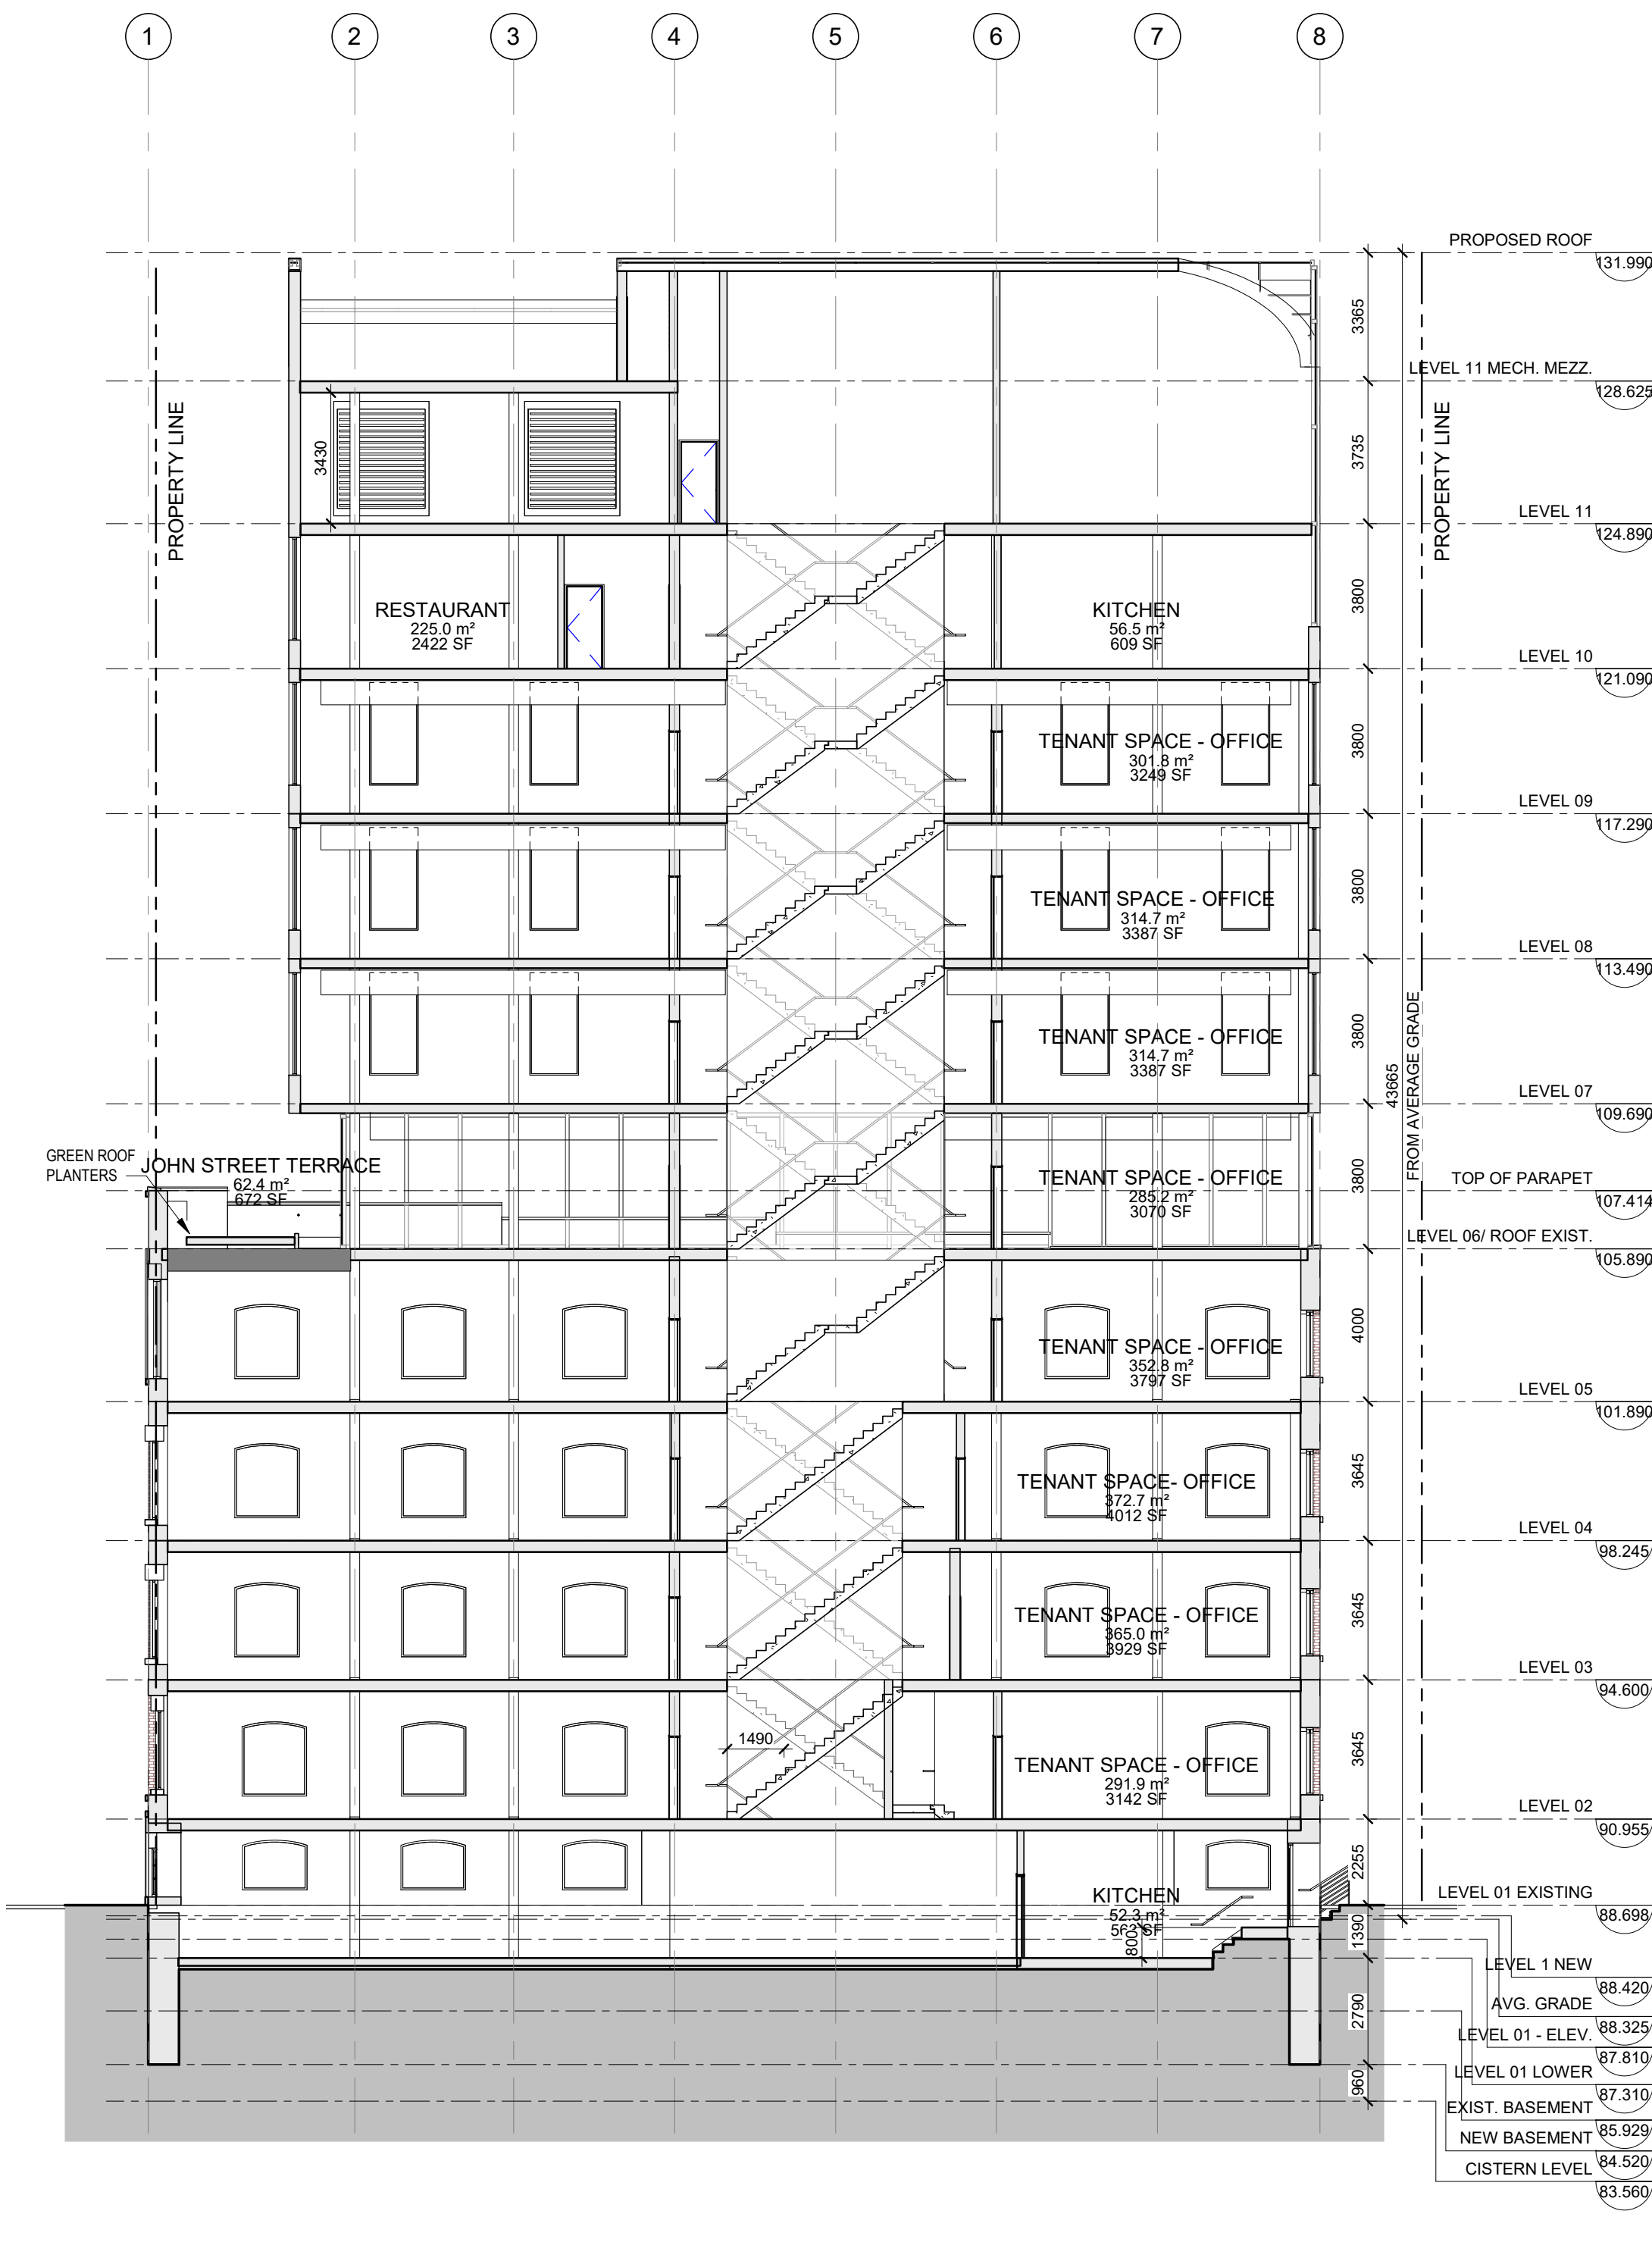 1
2
3
4
5
6
7
8
PROPOSED ROOF
131.990
3365
LEVEL 11 MECH. MEZZ.
128.625
PROPERTY LINE
PROPERTY LINE
3430
3735
LEVEL 11
124.890
RESTAURANT
225.0 m²
2422 SF
KITCHEN
56.5 m²
609 SF
3800
LEVEL 10
121.090
TENANT SPACE - OFFICE
301.8 m²
3249 SF
3800
LEVEL 09
117.290
TENANT SPACE - OFFICE
314.7 m²
3387 SF
3800
LEVEL 08
113.490
TENANT SPACE - OFFICE
314.7 m²
3387 SF
3800
43665
FROM AVERAGE GRADE
LEVEL 07
109.690
GREEN ROOF
PLANTERS
JOHN STREET TERRACE
62.4 m²
672 SF
TENANT SPACE - OFFICE
285.2 m²
3070 SF
3800
TOP OF PARAPET
107.414
LEVEL 06/ ROOF EXIST.
105.890
TENANT SPACE - OFFICE
352.8 m²
3797 SF
4000
LEVEL 05
101.890
TENANT SPACE- OFFICE
372.7 m²
4012 SF
3645
LEVEL 04
98.245
TENANT SPACE - OFFICE
365.0 m²
3929 SF
3645
LEVEL 03
94.600
1490
TENANT SPACE - OFFICE
291.9 m²
3142 SF
3645
LEVEL 02
90.955
2255
KITCHEN
52.3 m²
SF
800
LEVEL 01 EXISTING
88.698
1390
LEVEL 1 NEW
88.420
AVG. GRADE
88.325
2790
LEVEL 01 - ELEV.
87.810
LEVEL 01 LOWER
87.310
960
EXIST. BASEMENT
85.929
NEW BASEMENT
84.520
CISTERN LEVEL
83.560